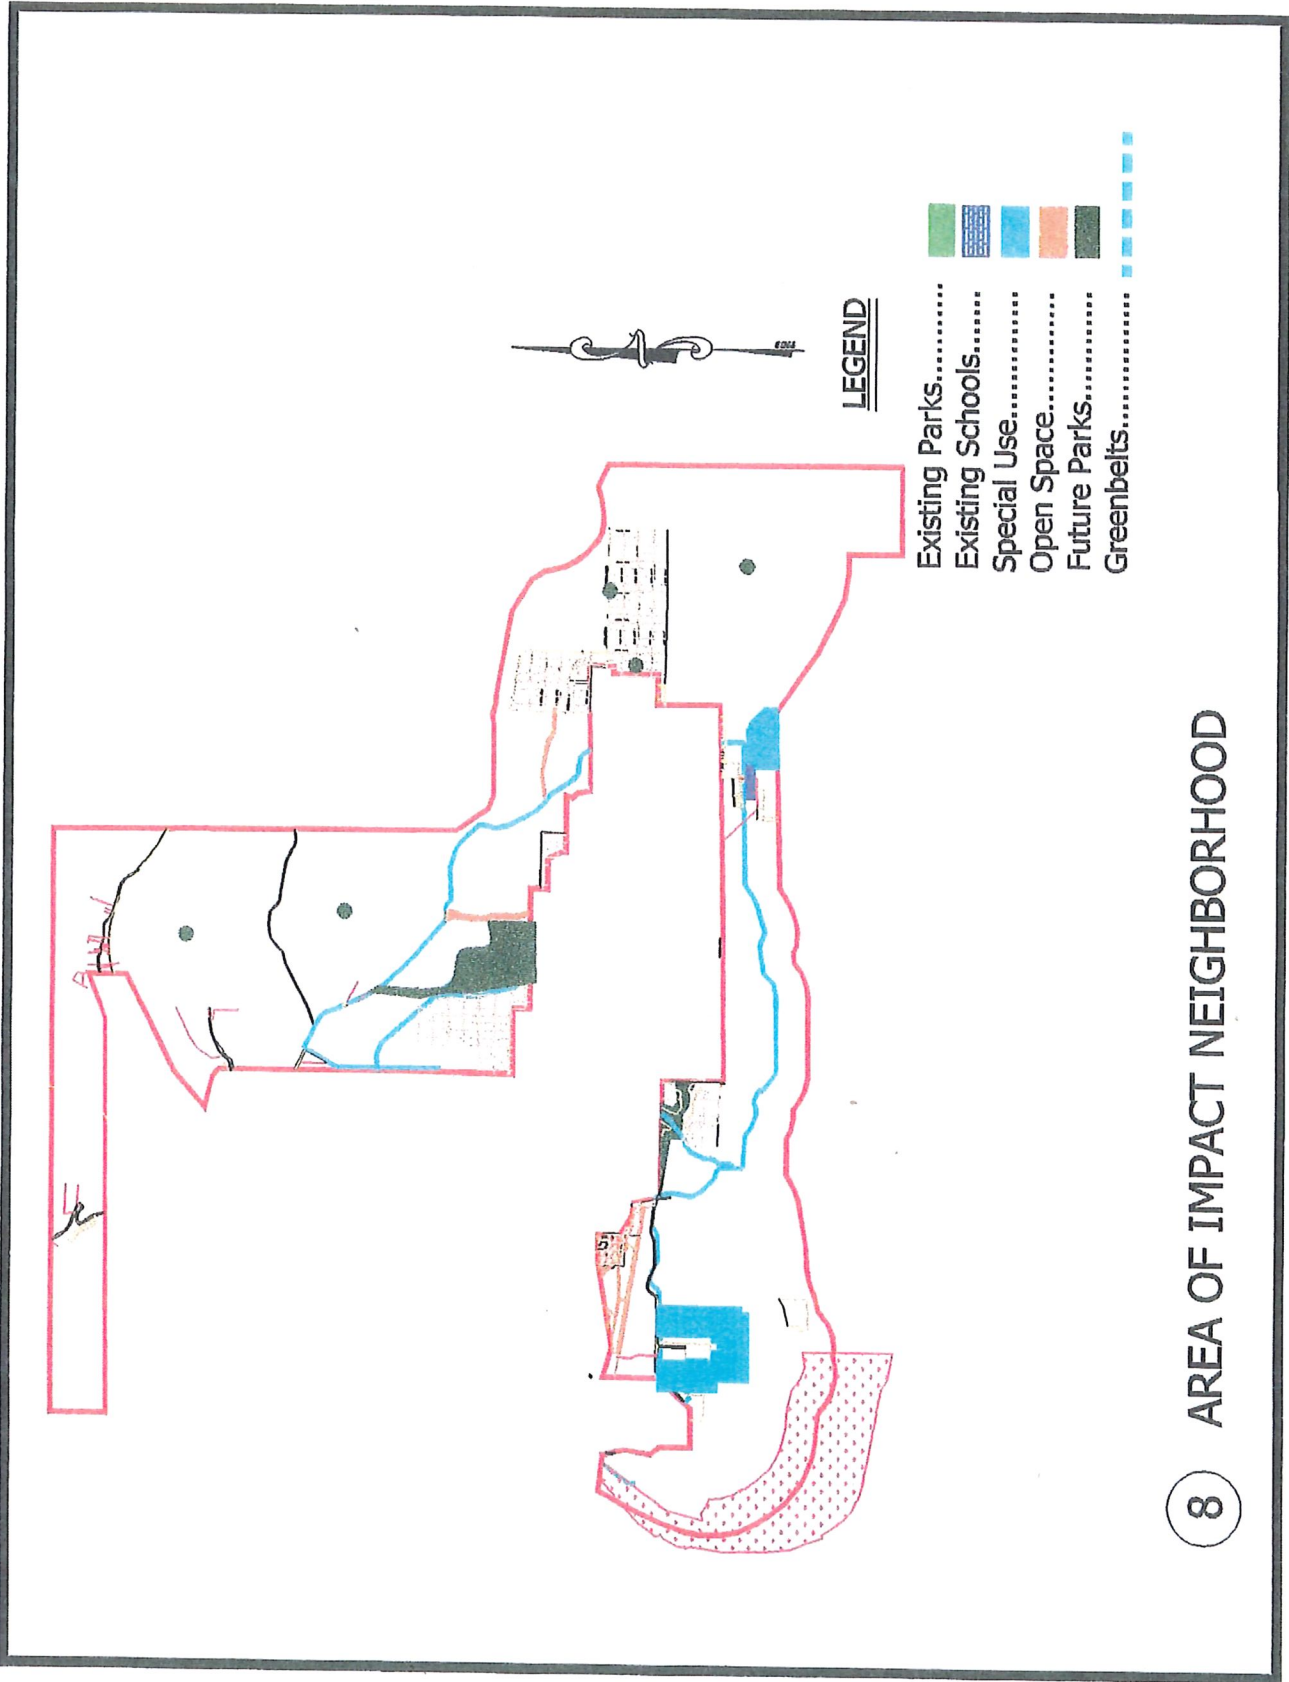 LEGEND
Existing Parks...........
Existing Schools.......
Special Use..............
Open Space..............
Future Parks............
Greenbelts...............
8 AREA OF IMPACT NEIGHBORHOOD